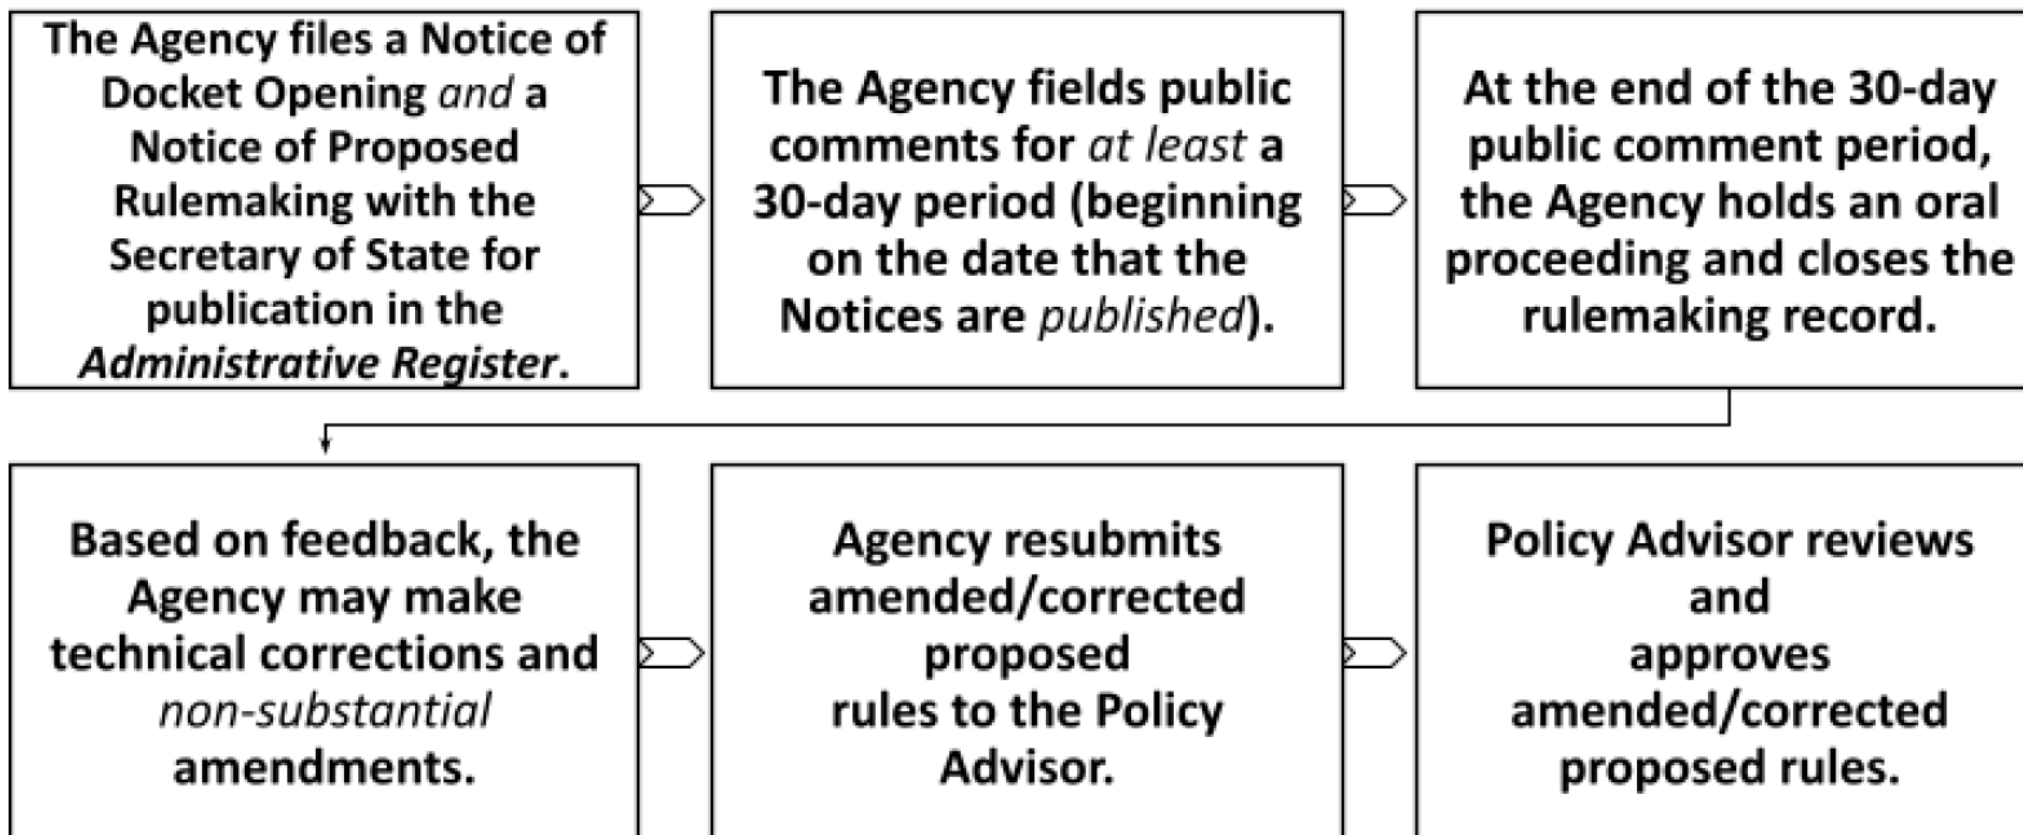 The Agency files a Notice of
Docket Opening and a
Notice of Proposed
Rulemaking with the
Secretary of State for
publication in the
Administrative Register.
The Agency fields public
comments for at least a
30-day period (beginning
on the date that the
Notices are published).
At the end of the 30-day
public comment period,
the Agency holds an oral
proceeding and closes the
rulemaking record.
Based on feedback, the
Agency may make
technical corrections and
non-substantial
amendments.
Agency resubmits
amended/corrected
proposed
rules to the Policy
Advisor.
Policy Advisor reviews
and
approves
amended/corrected
proposed rules.